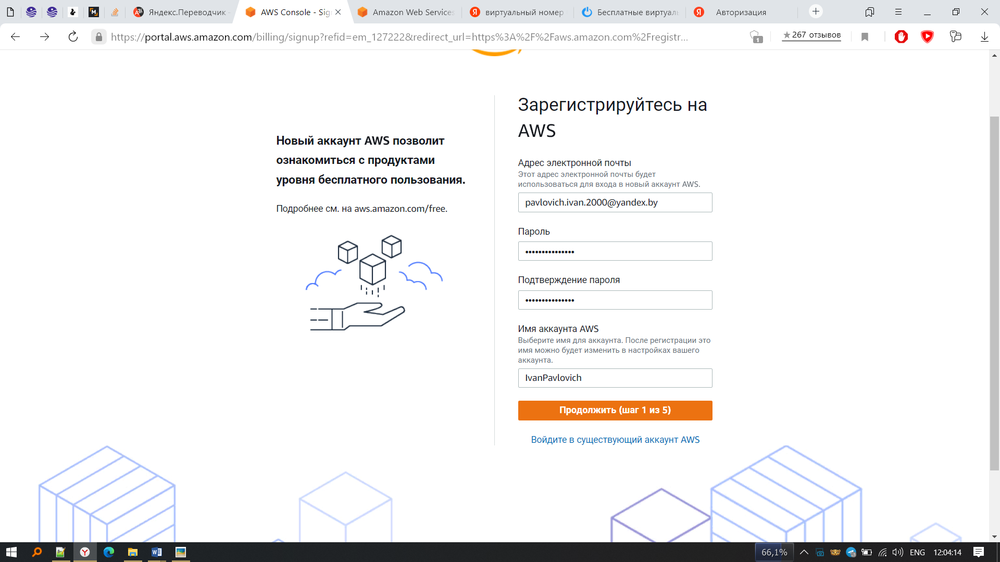 Яндекс.Переводчик -
AWS Console - Sig
Amazon Web Services
виртуальный номер
Бесплатные виртуаль
Авторизация
https://portal.aws.amazon.com/billing/signup?refid=em_127222&redirect_url=https%3A%2F%2Faws.amazon.com%2Fregistr...
1
★267 отзывов
Новый аккаунт AWS позволит
ознакомиться с продуктами
уровня бесплатного пользования.
Подробнее см. на aws.amazon.com/free.
Зарегистрируйтесь на
AWS
Адрес электронной почты
Этот адрес электронной почты будет
использоваться для входа в новый аккаунт AWS.
pavlovich.ivan.2000@yandex.by
Пароль
•••••••••••••••
Подтверждение пароля
•••••••••••••••
Имя аккаунта AWS
Выберите имя для аккаунта. После регистрации это
имя можно будет изменить в настройках вашего
аккаунта.
IvanPavlovich
Продолжить (шаг 1 из 5)
Войдите в существующий аккаунт AWS
66,1%
ENG
12:04:14